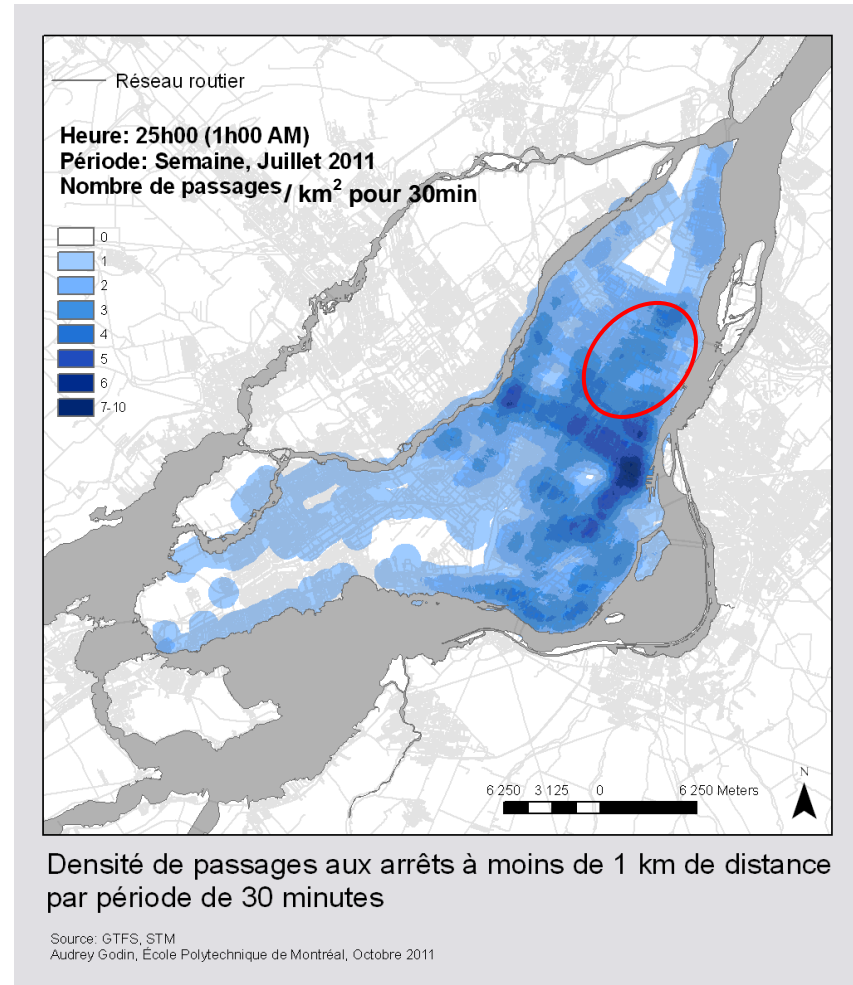 Réseau routier
Heure: 25h00 (1h00 AM)
Période: Semaine, Juillet 2011
Nombre de passages / km² pour 30min
0
1
2
3
4
5
6
7-10
6 250 3 125 0 6 250 Meters
N
Densité de passages aux arrêts à moins de 1 km de distance
par période de 30 minutes
Source: GTFS, STM
Audrey Godin, École Polytechnique de Montréal, Octobre 2011